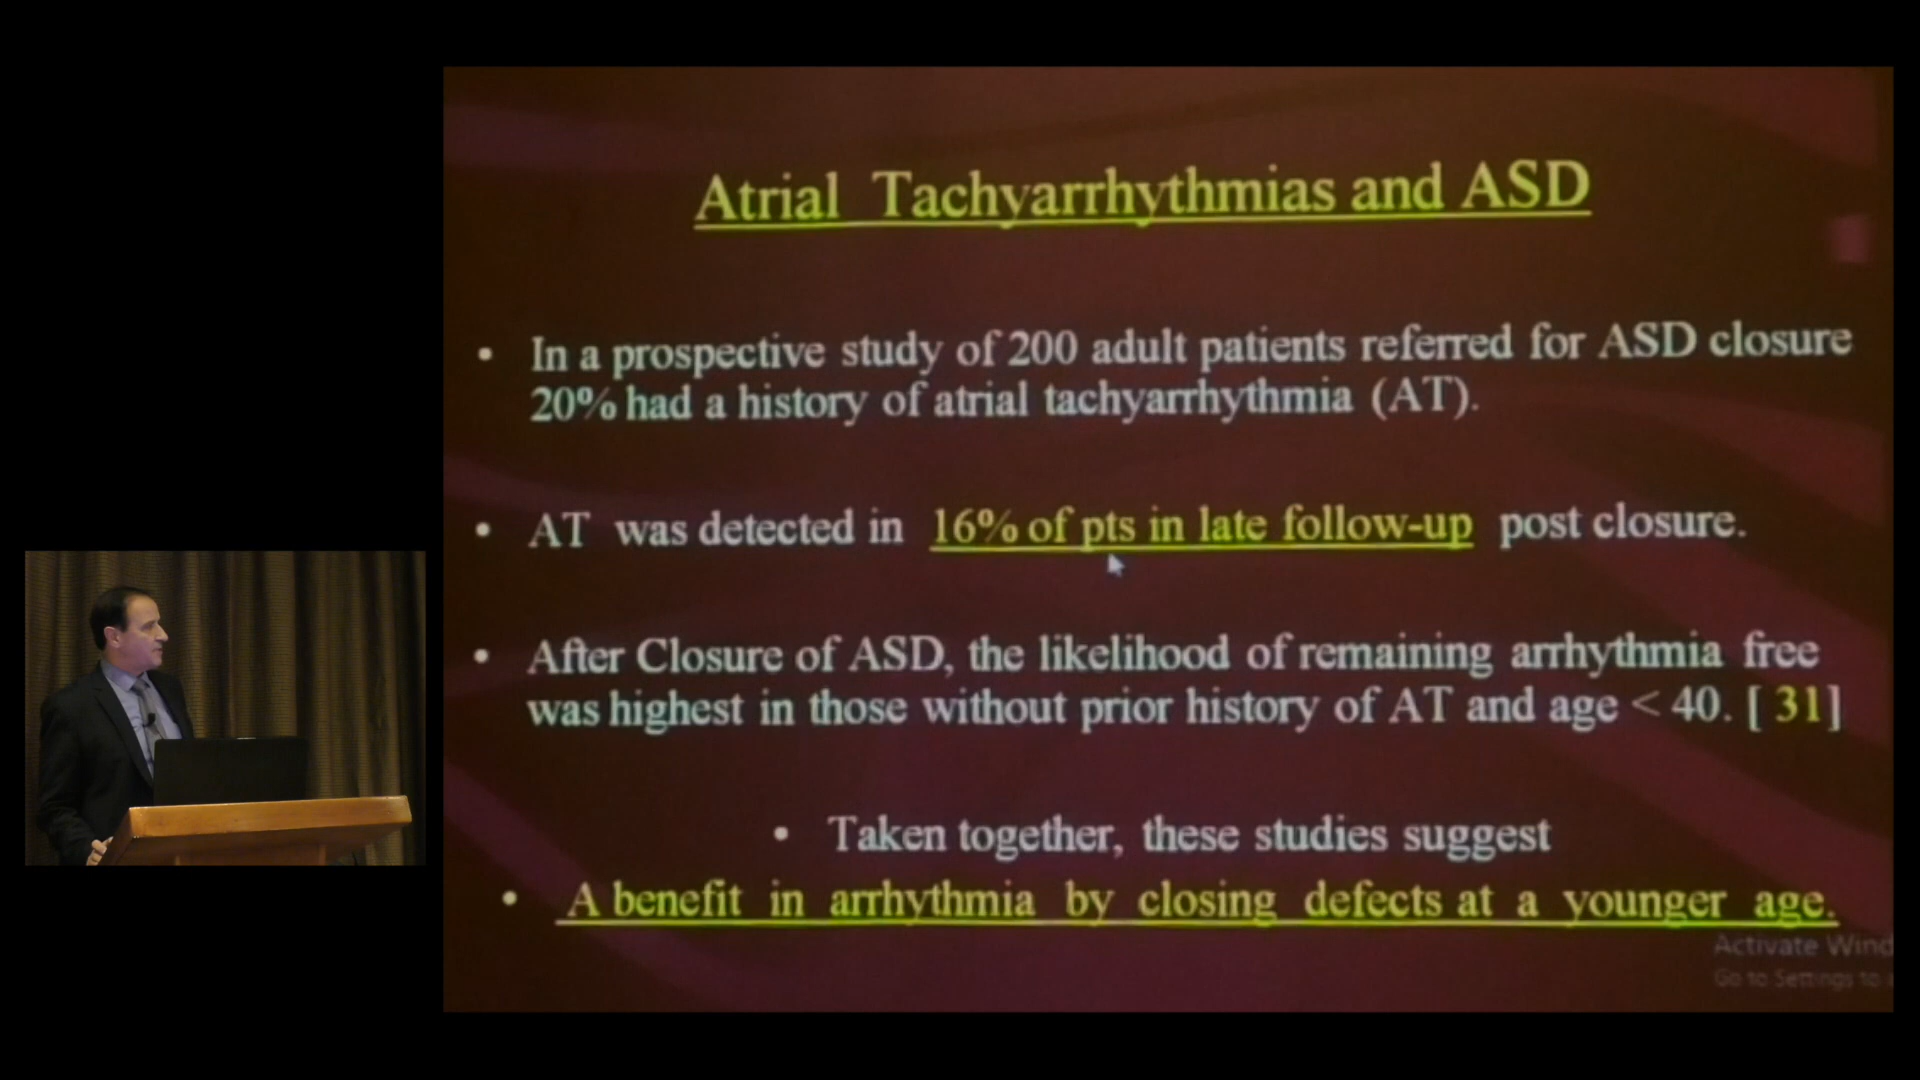 Atrial Tachyarrhythmias and ASD
• In a prospective study of 200 adult patients referred for ASD closure
20% had a history of atrial tachyarrhythmia (AT).
• AT was detected in 16% of pts in late follow-up post closure.
• After Closure of ASD, the likelihood of remaining arrhythmia free
was highest in those without prior history of AT and age < 40. [ 31]
• Taken together, these studies suggest
• A benefit in arrhythmia by closing defects at a younger age.
Activate Wind
Go to Settings to